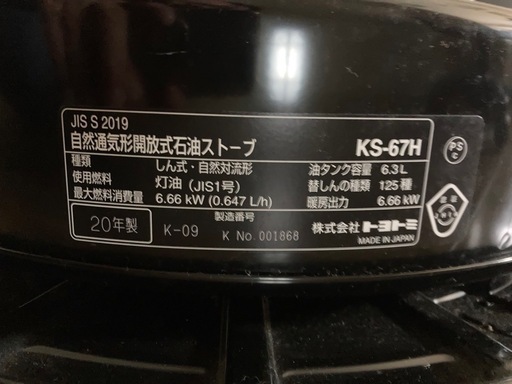 JIS S 2019
自然通気形開放式石油ストーブ KS-67H
種類 しん式・自然対流形 油タンク容量 6.3L
使用燃料 灯油（JIS1号） 替しんの種類 125種
最大燃料消費量 6.66 kW (0.647 L/h) 暖房出力 6.66 kW
製造番号
20年製 K-09 K No.001868 株式会社 トヨトミ
MADE IN JAPAN
PS
C